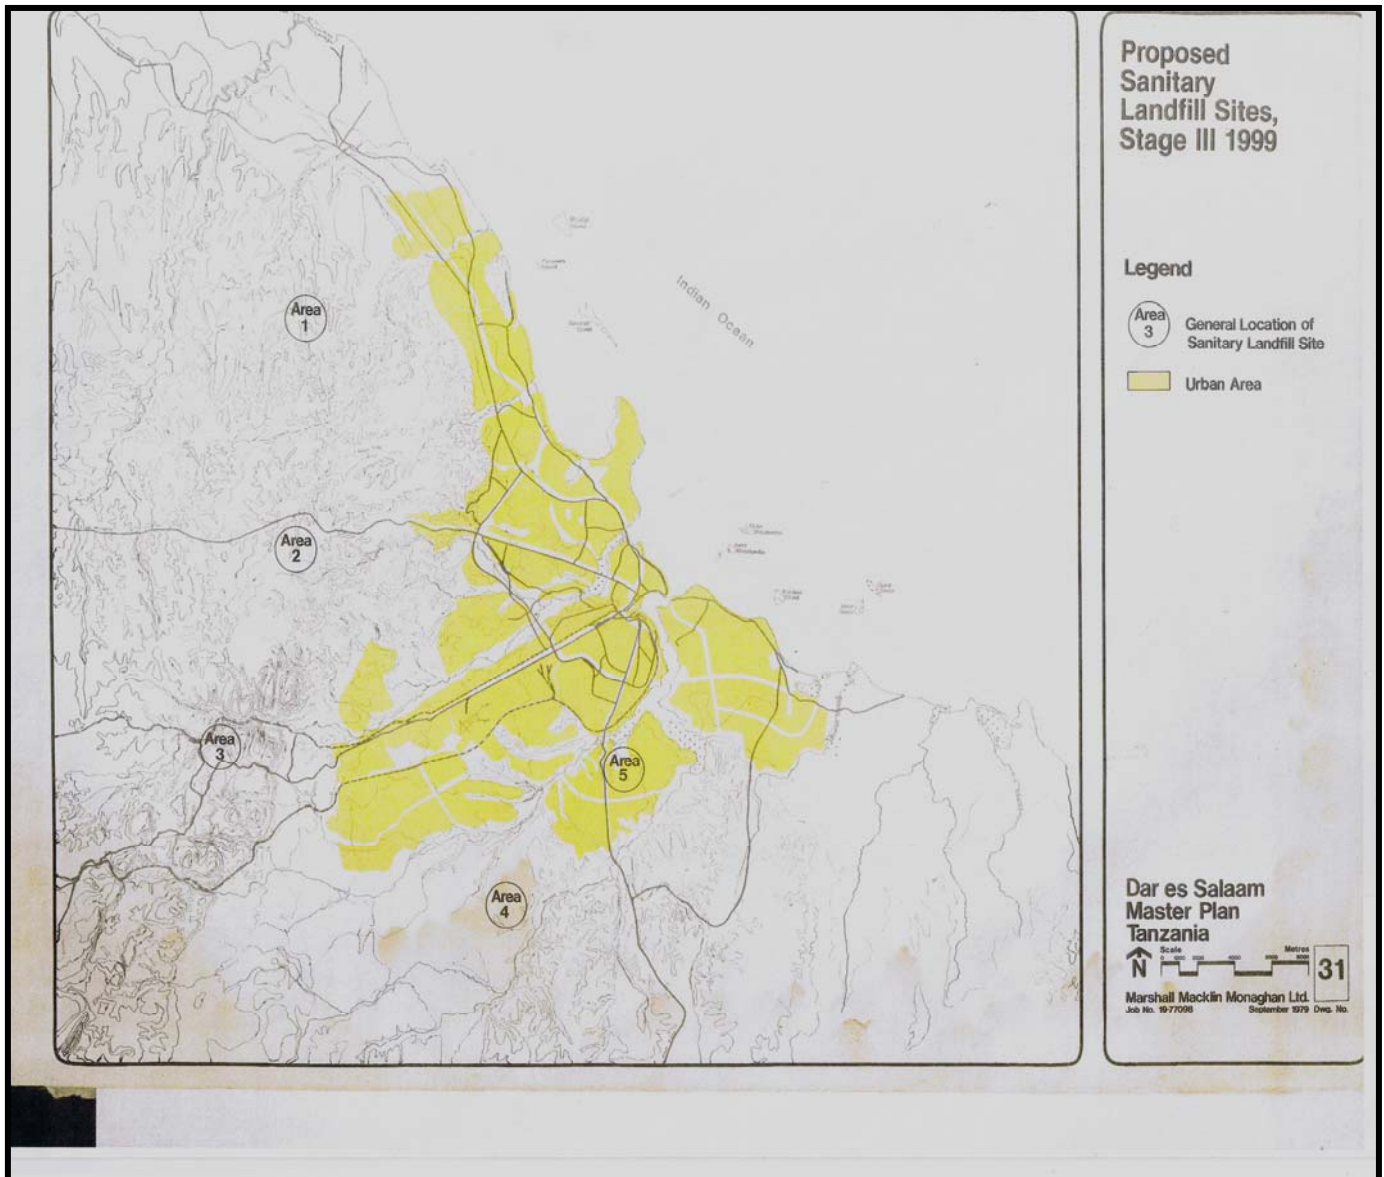 Proposed
Sanitary
Landfill Sites,
Stage III 1999
Legend
Area
3
General Location of
Sanitary Landfill Site
Urban Area
Indian Ocean
Area
1
Area
2
Area
3
Area
5
Area
4
Dar es Salaam
Master Plan
Tanzania
Scale
Metres
N
31
Marshall Macklin Monaghan Ltd.
Job No. 19-77098
September 1979
Dwg. No.